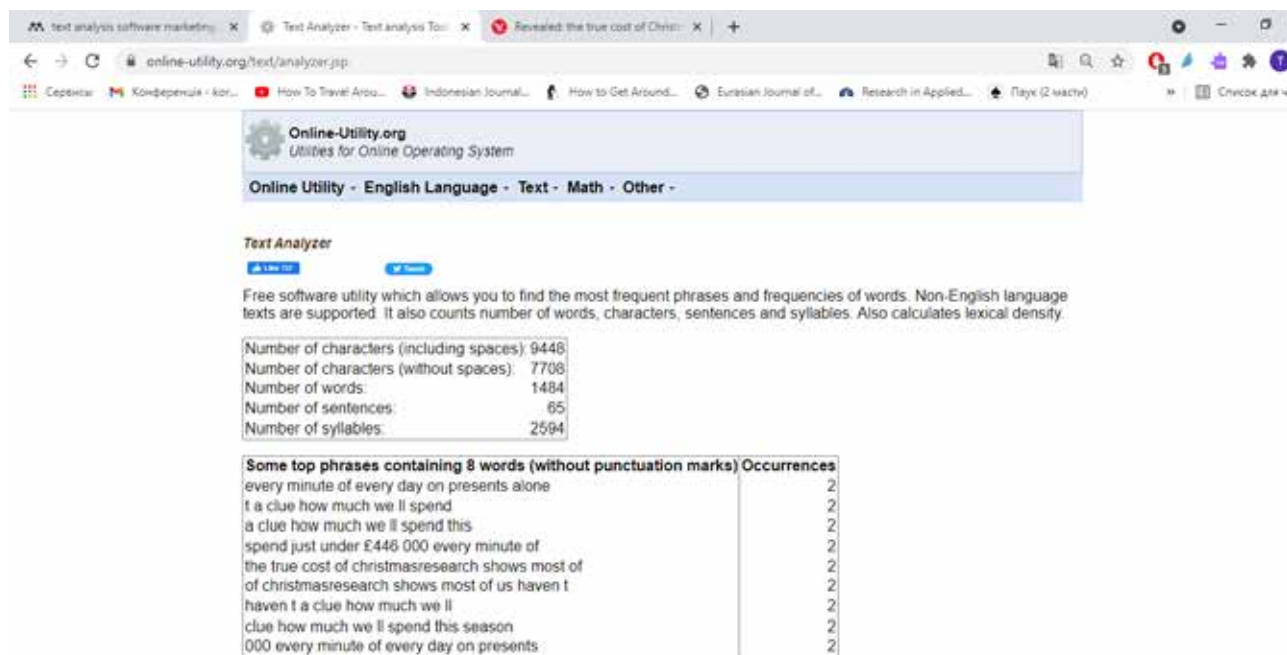 text analysis software marketing
Text Analyzer - Text analysis Too
Revealed: the true cost of Christ
online-utility.org/text/analyzer.jsp
Сервисы Конференція - kor... How To Travel Arou... Indonesian Journal... How to Get Around... Eurasian Journal of... Research in Applied... Паук (2 масти) » Список для ч
Online-Utility.org
Utilities for Online Operating System
Online Utility - English Language - Text - Math - Other -
Text Analyzer
Like
Tweet
Free software utility which allows you to find the most frequent phrases and frequencies of words. Non-English language
texts are supported. It also counts number of words, characters, sentences and syllables. Also calculates lexical density.
Number of characters (including spaces): 9448
Number of characters (without spaces): 7708
Number of words: 1484
Number of sentences: 65
Number of syllables: 2594
Some top phrases containing 8 words (without punctuation marks) Occurrences
every minute of every day on presents alone 2
t a clue how much we ll spend 2
a clue how much we ll spend this 2
spend just under £446 000 every minute of 2
the true cost of christmasresearch shows most of 2
of christmasresearch shows most of us haven t 2
haven t a clue how much we ll 2
clue how much we ll spend this season 2
000 every minute of every day on presents 2